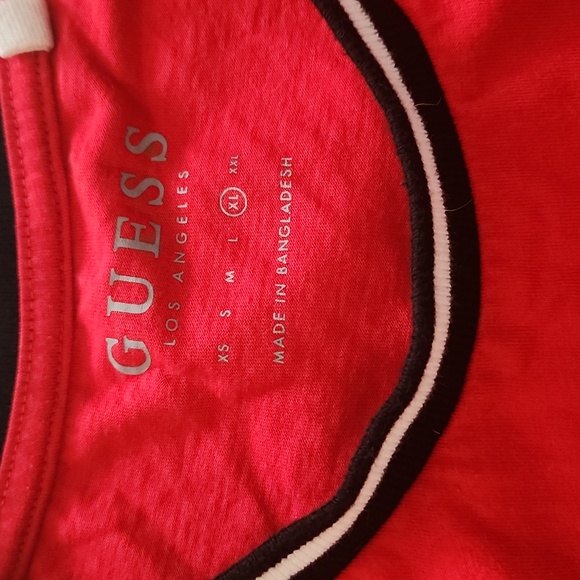 GUESS
LOS ANGELES
XS S M L XL XXL
MADE IN BANGLADESH